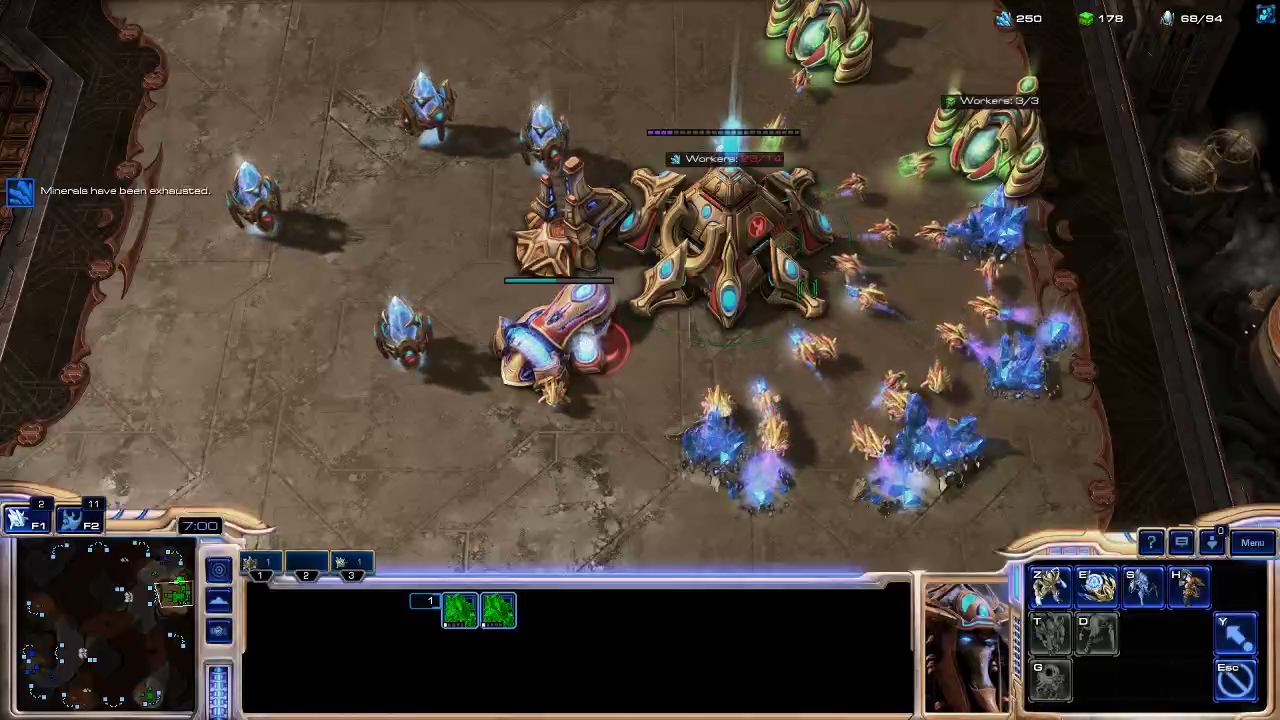 250
178
68/94
Workers: 3/3
Workers: 23/14
Minerals have been exhausted.
2
11
F1
F2
7:00
0
?
Menu
1
1
1
2
3
1
Z
E
S
H
T
D
Y
G
Esc